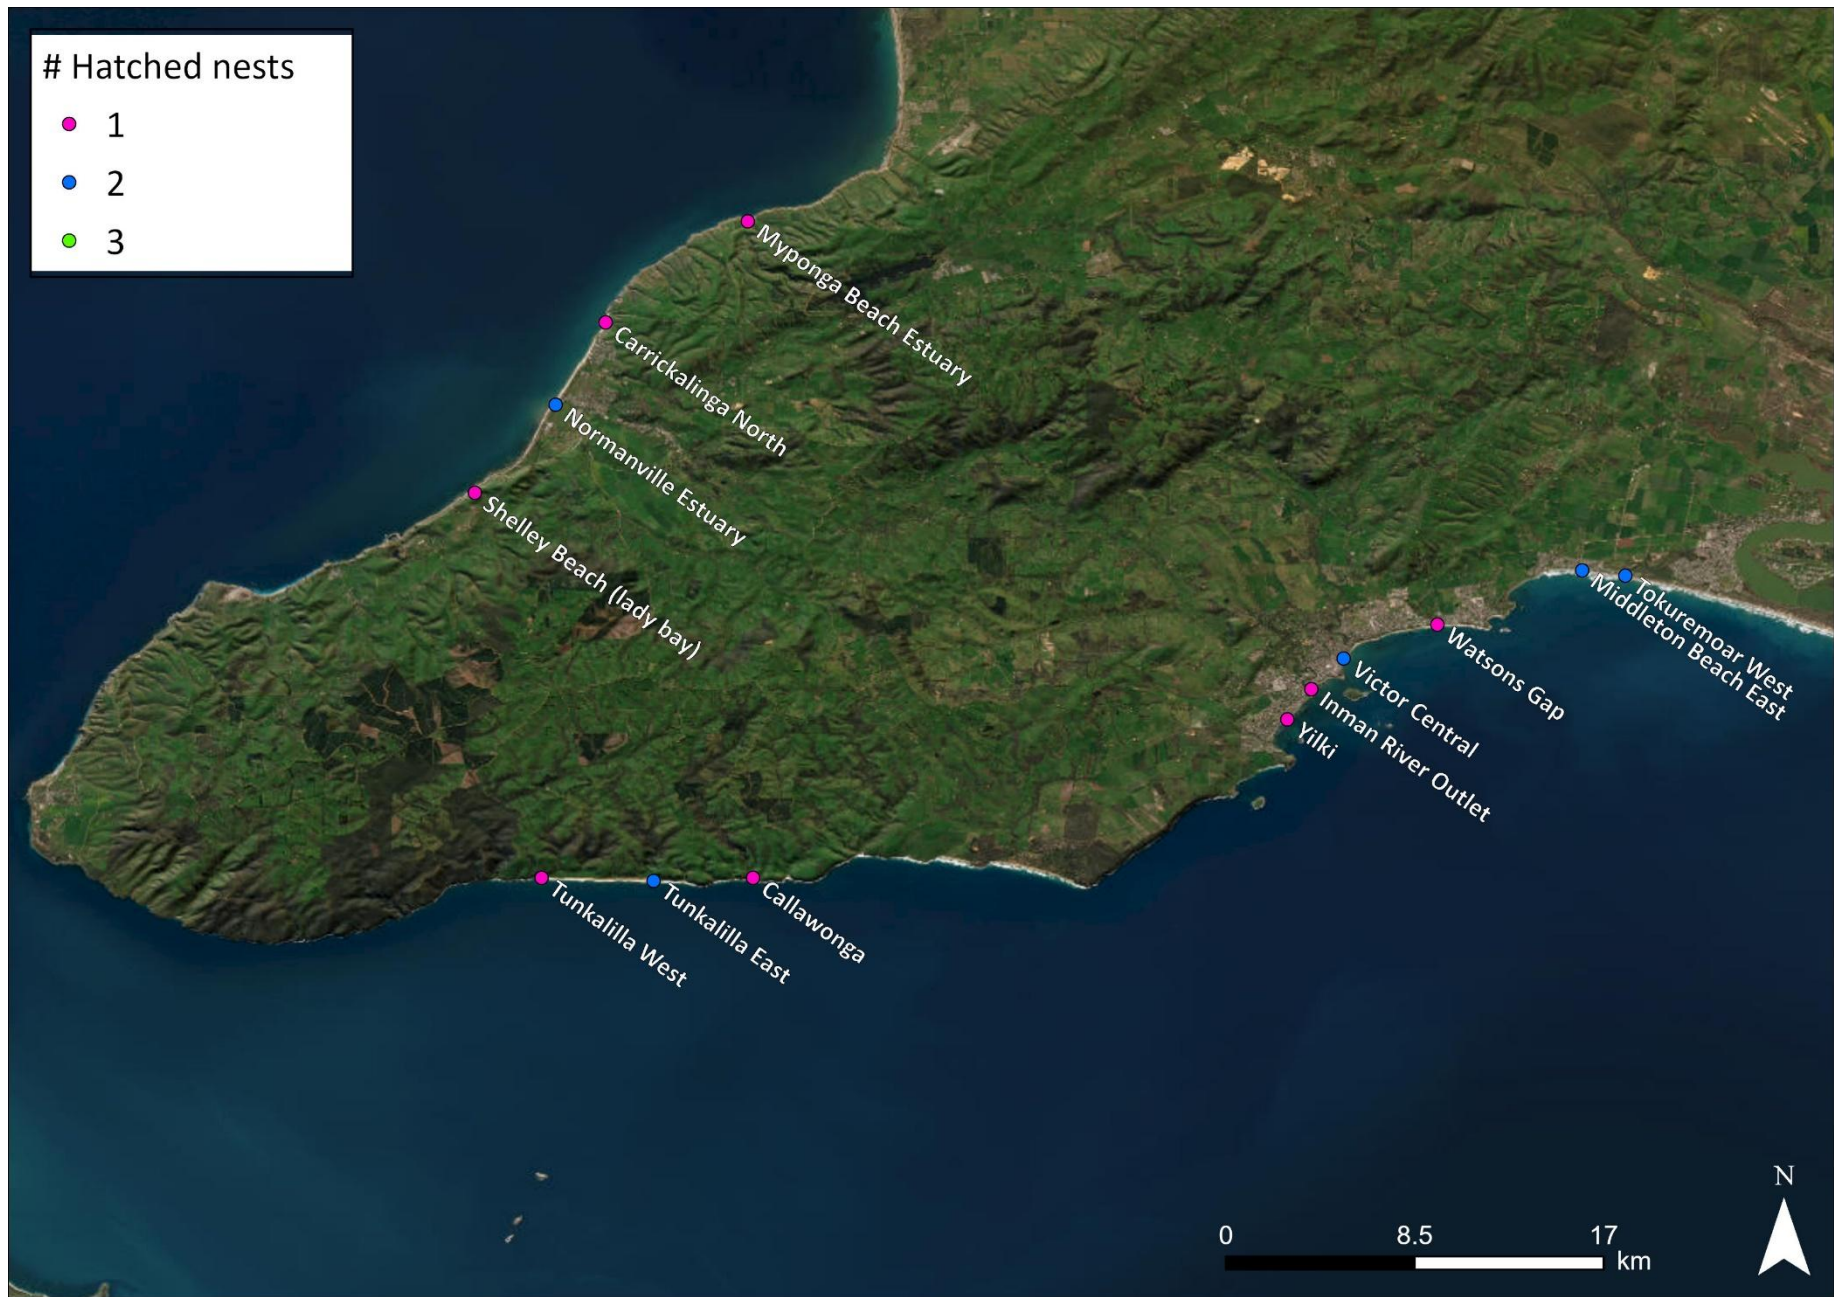 # Hatched nests
1
2
3
Myponga Beach Estuary
Carrickalinga North
Normanville Estuary
Shelley Beach (lady bay)
Tokuremoar West
Middleton Beach East
Watsons Gap
Victor Central
Inman River Outlet
Yilki
Callawonga
Tunkalilla East
Tunkalilla West
N
0 8.5 17
km